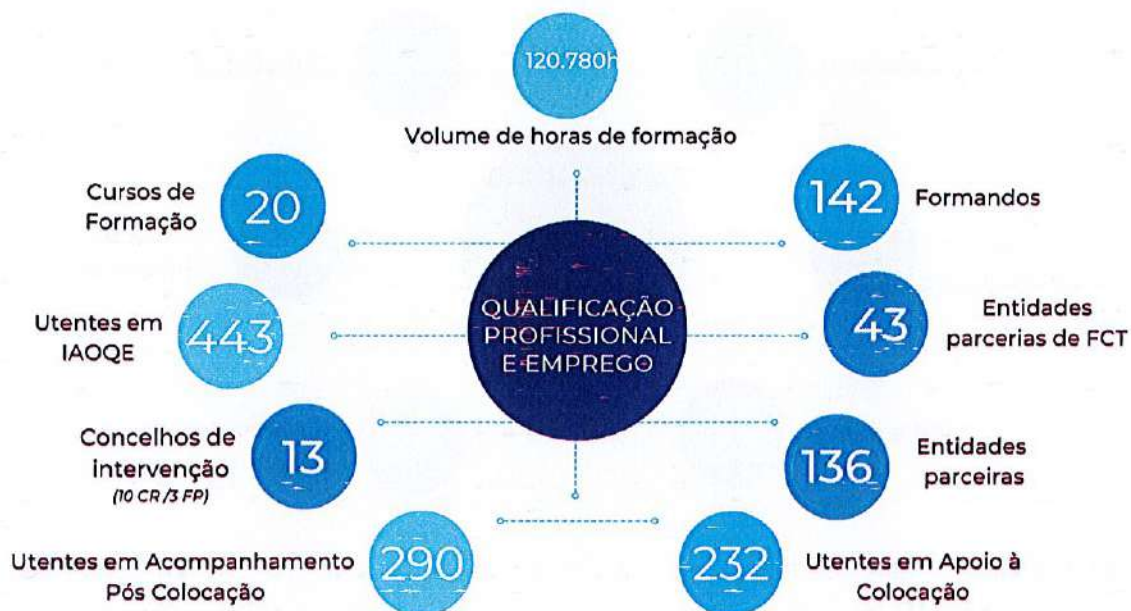 120.780h
Volume de horas de formação
Cursos de
Formação
20
142
Formandos
Utentes em
IAOQE
443
QUALIFICAÇÃO
PROFISSIONAL
E EMPREGO
43
Entidades
parcerias de FCT
Concelhos de
intervenção
(10 CR /3 FP)
13
136
Entidades
parceiras
Utentes em Acompanhamento
Pós Colocação
290
232
Utentes em Apoio à
Colocação